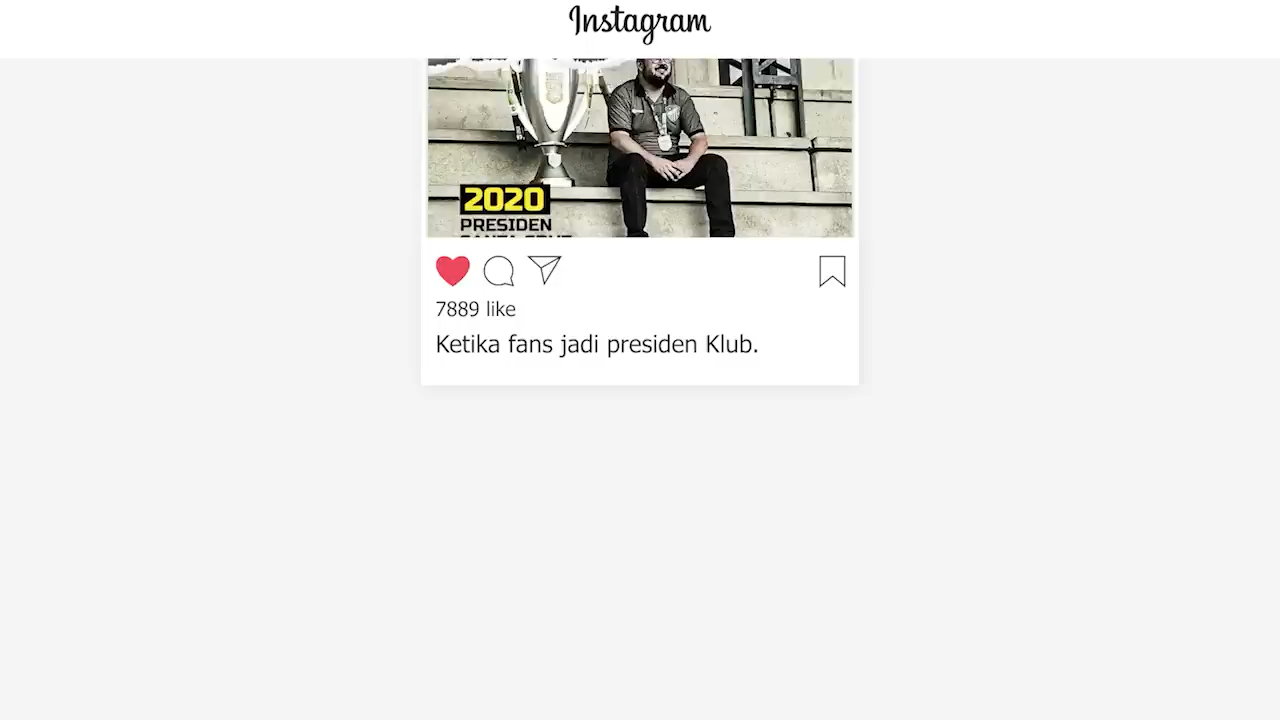 Instagram
2020
PRESIDEN
7889 like
Ketika fans jadi presiden Klub.